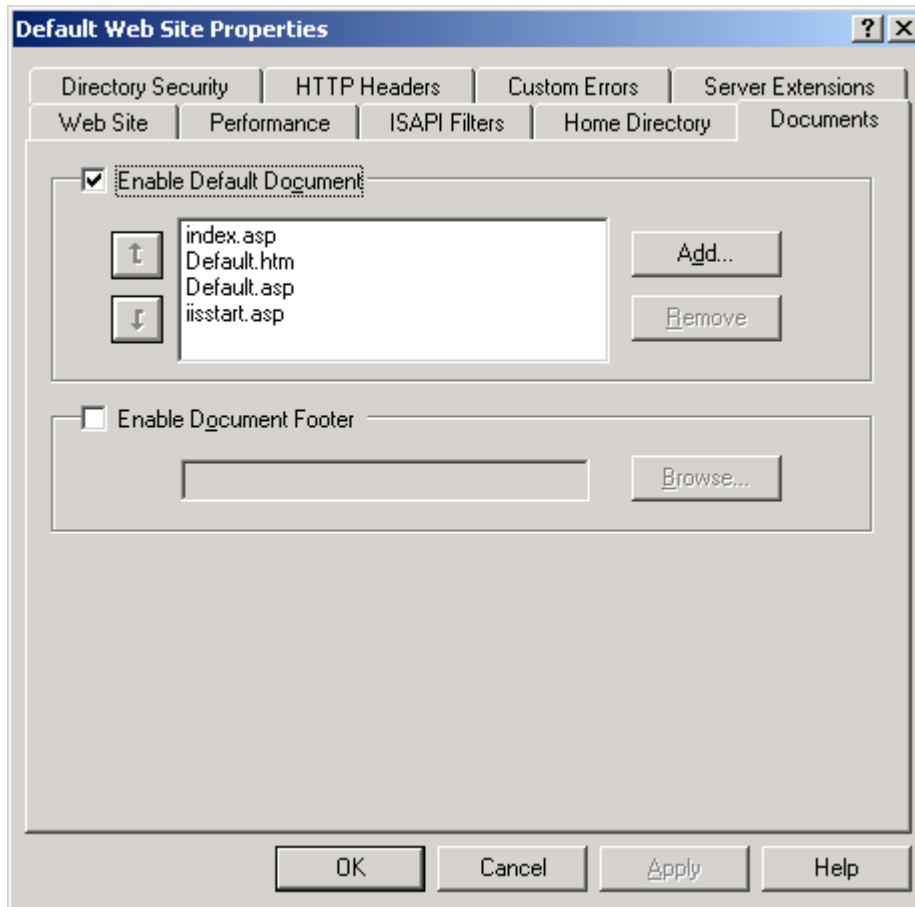 Default Web Site Properties
Directory Security HTTP Headers Custom Errors Server Extensions
Web Site Performance ISAPI Filters Home Directory Documents
Enable Default Document
index.asp
Default.htm
Default.asp
iisstart.asp
Add...
Remove
Enable Document Footer
Browse...
OK Cancel Apply Help